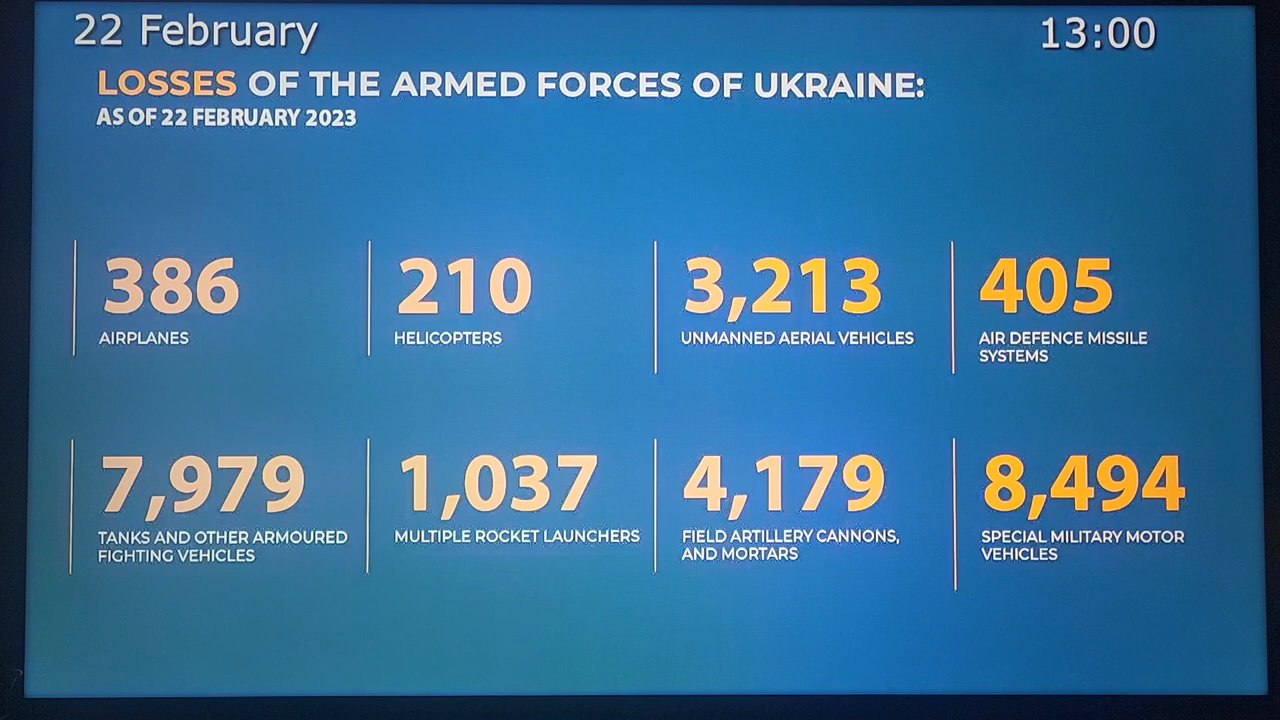 22 February
13:00
LOSSES OF THE ARMED FORCES OF UKRAINE:
AS OF 22 FEBRUARY 2023
386
AIRPLANES
210
HELICOPTERS
3,213
UNMANNED AERIAL VEHICLES
405
AIR DEFENCE MISSILE
SYSTEMS
7,979
TANKS AND OTHER ARMOURED
FIGHTING VEHICLES
1,037
MULTIPLE ROCKET LAUNCHERS
4,179
FIELD ARTILLERY CANNONS,
AND MORTARS
8,494
SPECIAL MILITARY MOTOR
VEHICLES